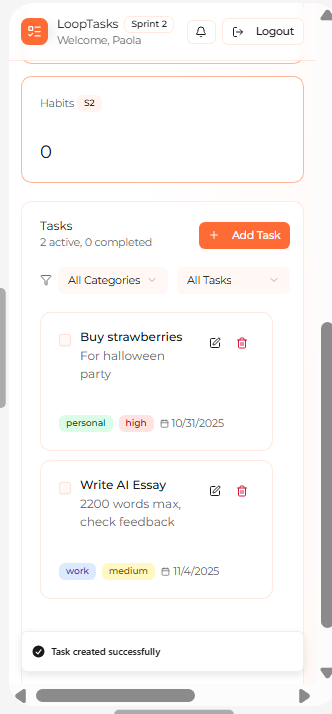 LoopTasks Sprint 2
Welcome, Paola
Logout
Habits S2
0
Tasks
2 active, 0 completed
+ Add Task
All Categories
All Tasks
Buy strawberries
For halloween
party
personal high 10/31/2025
Write AI Essay
2200 words max,
check feedback
work medium 11/4/2025
Task created successfully